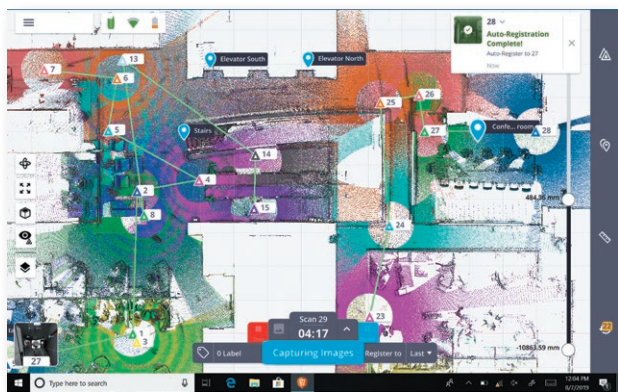 28
Auto-Registration
Complete!
Auto-Register to 27
Now
13
7
6
Elevator South
Elevator North
5
Stairs
25
26
27
Confe... room
28
14
4
2
8
15
484.36 mm
24
23
1
3
Scan 29
04:17
27
0 Label
Capturing Images
Register to
Last
-10863.59 mm
Type here to search
12:04 PM
8/7/2019